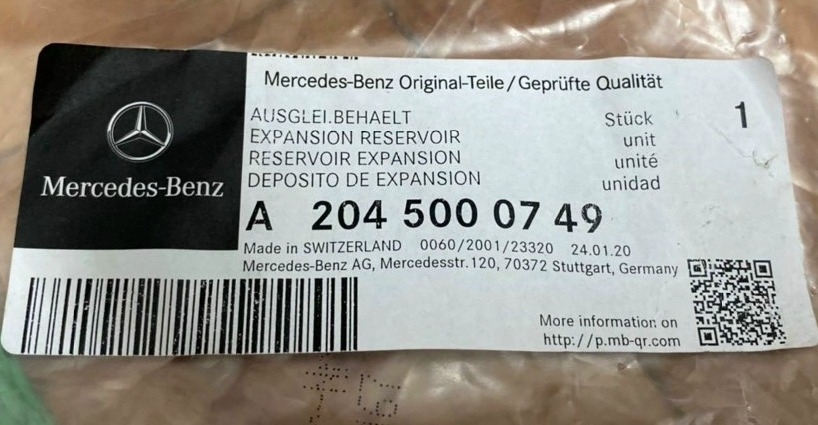 Mercedes-Benz Original-Teile/Geprüfte Qualität
AUSGLEI.BEHAELT Stück 1
EXPANSION RESERVOIR unit
RESERVOIR EXPANSION unité
DEPOSITO DE EXPANSION unidad
Mercedes-Benz
A 204 500 07 49
Made in SWITZERLAND 0060/2001/23320 24.01.20
Mercedes-Benz AG, Mercedesstr.120, 70372 Stuttgart, Germany
More information on
http://p.mb-qr.com